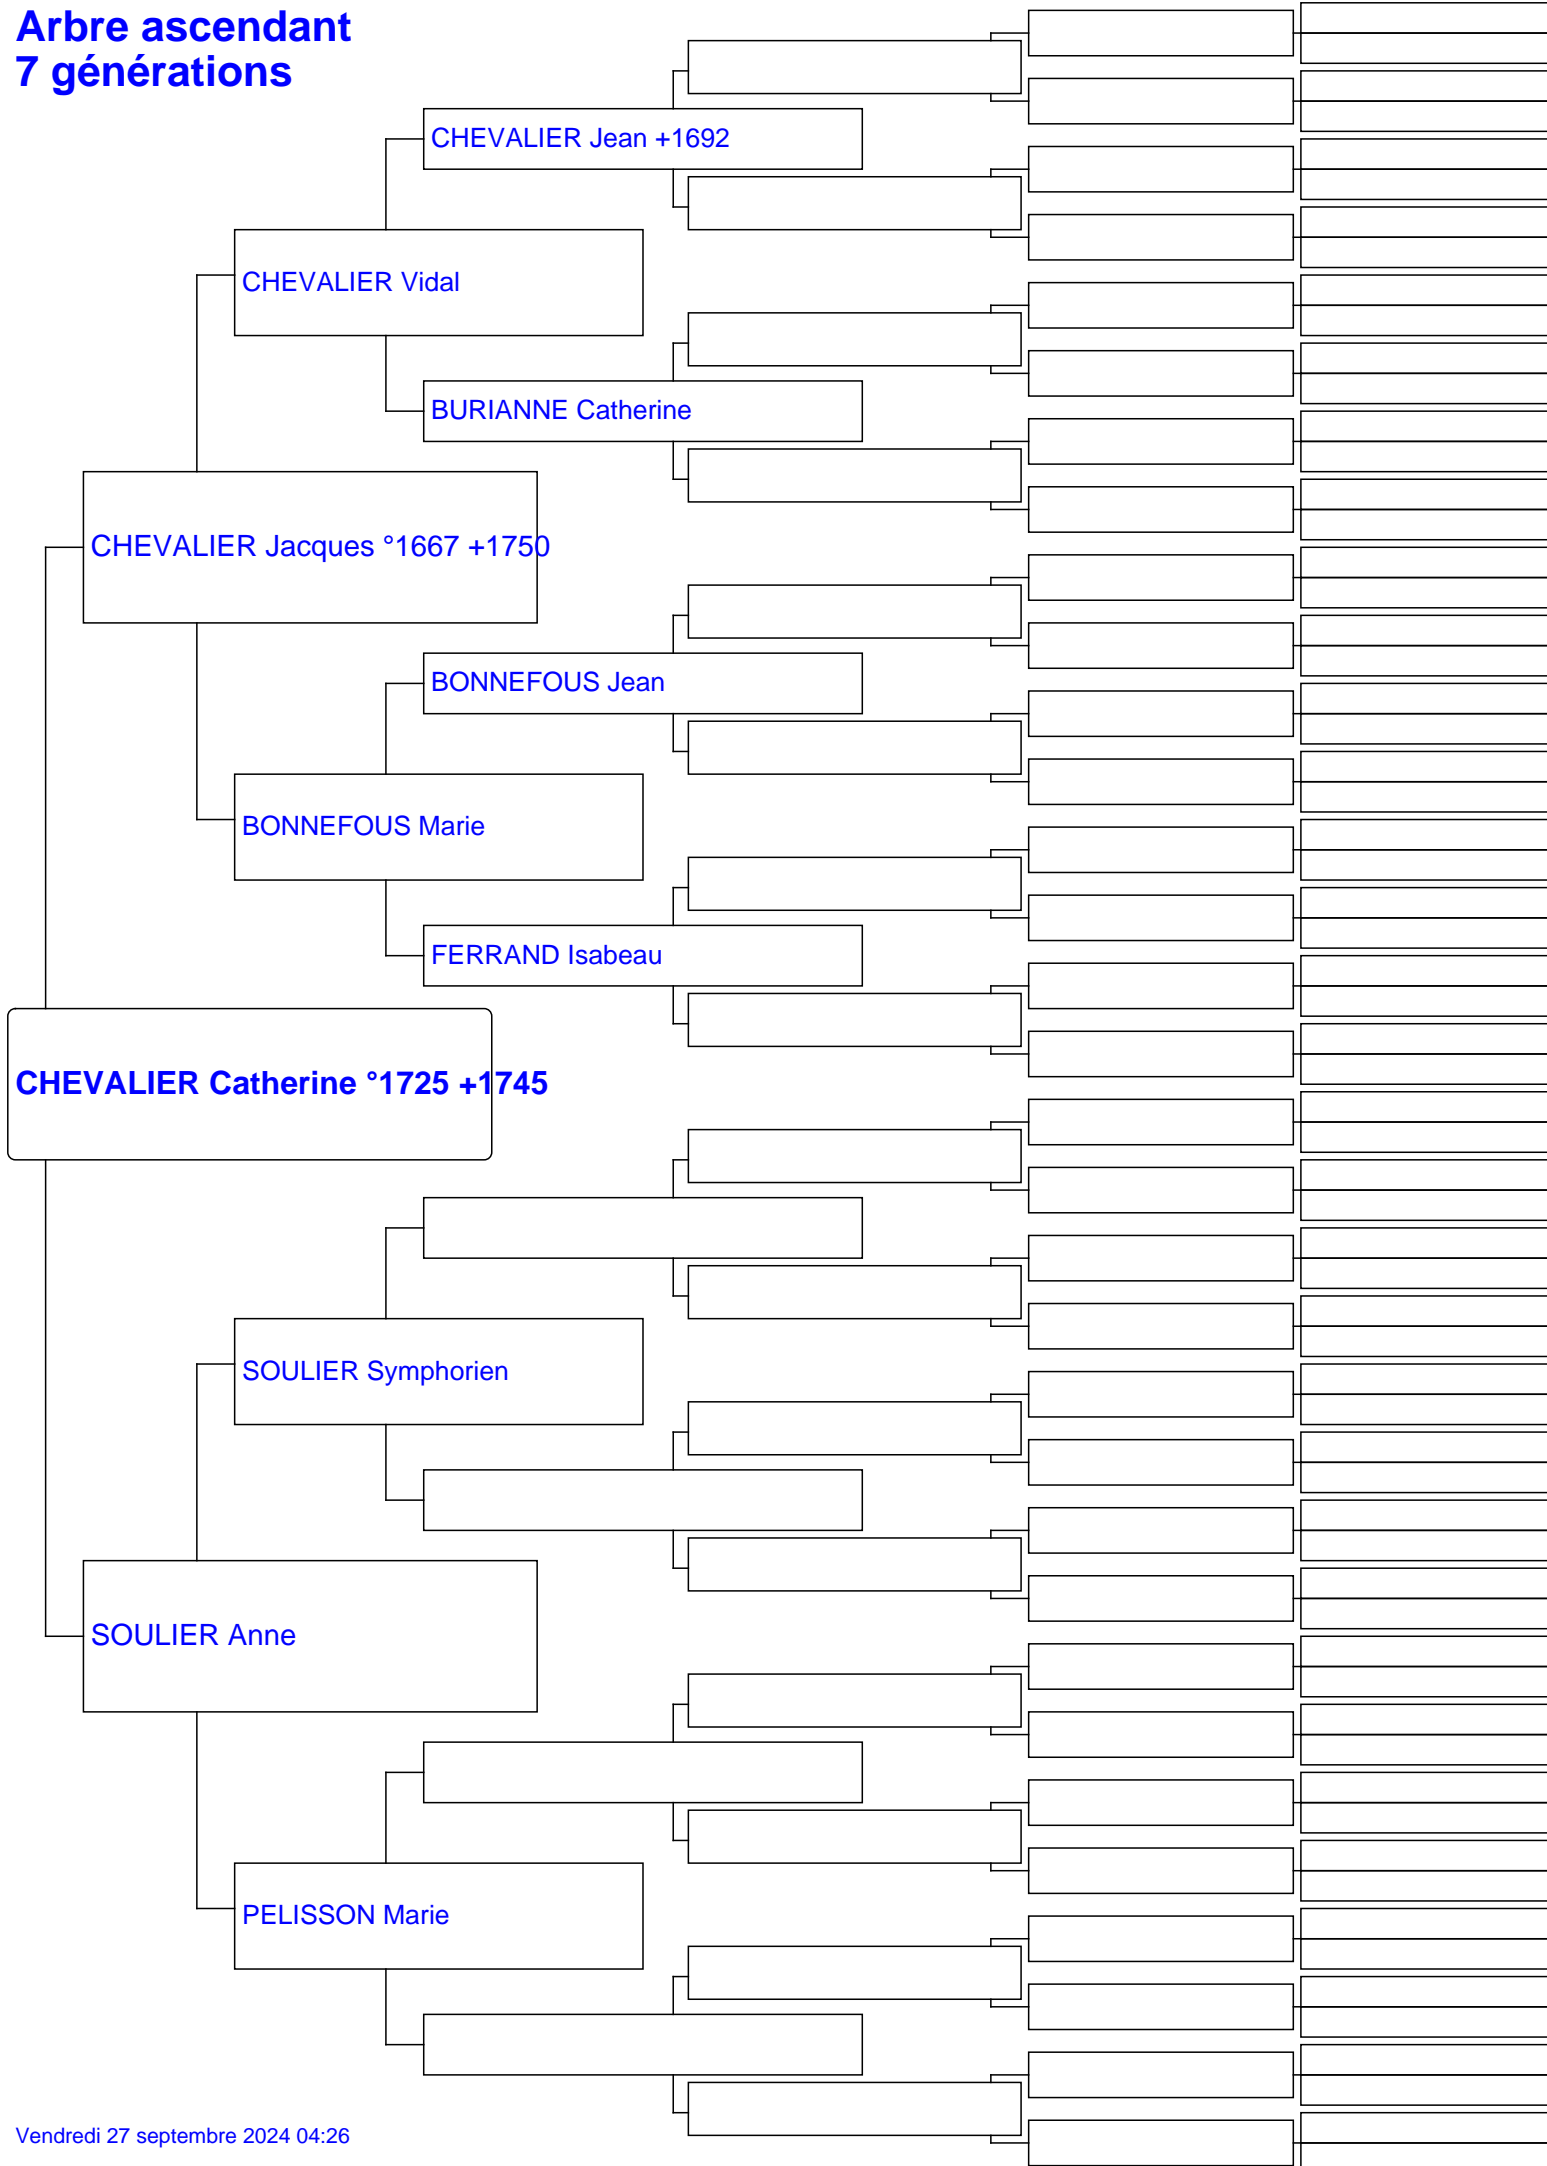 Arbre ascendant
7 générations
CHEVALIER Jean +1692
CHEVALIER Vidal
BURIANNE Catherine
CHEVALIER Jacques °1667 +1750
BONNEFOUS Jean
BONNEFOUS Marie
FERRAND Isabeau
CHEVALIER Catherine °1725 +1745
SOULIER Symphorien
SOULIER Anne
PELISSON Marie
Vendredi 27 septembre 2024 04:26